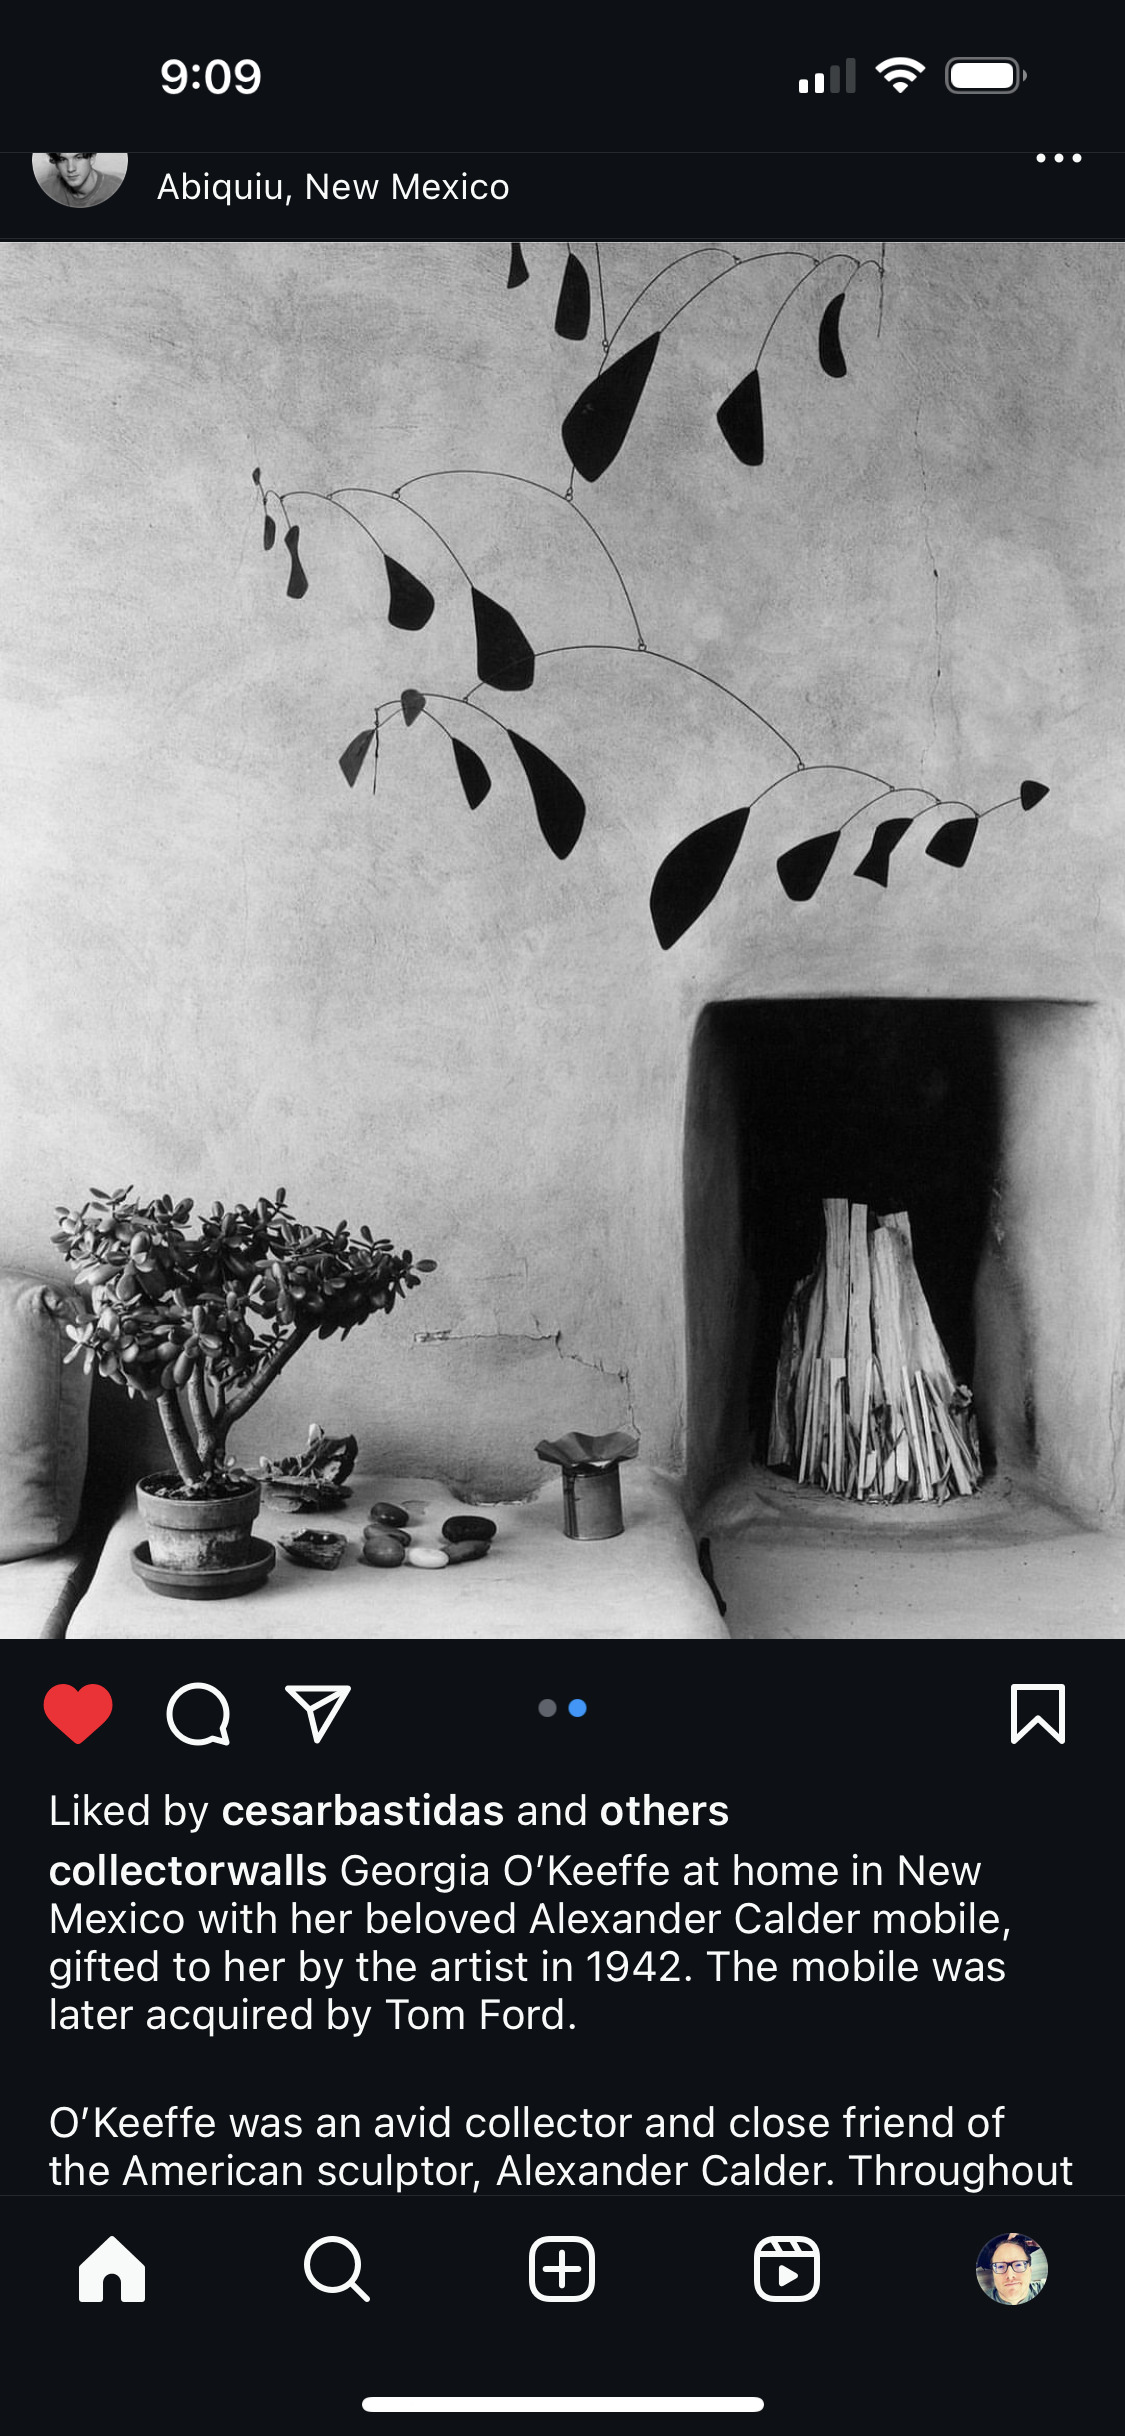 9:09
Abiquiu, New Mexico
Liked by cesarbastidas and others
collectorwalls Georgia O’Keeffe at home in New
Mexico with her beloved Alexander Calder mobile,
gifted to her by the artist in 1942. The mobile was
later acquired by Tom Ford.
O’Keeffe was an avid collector and close friend of
the American sculptor, Alexander Calder. Throughout